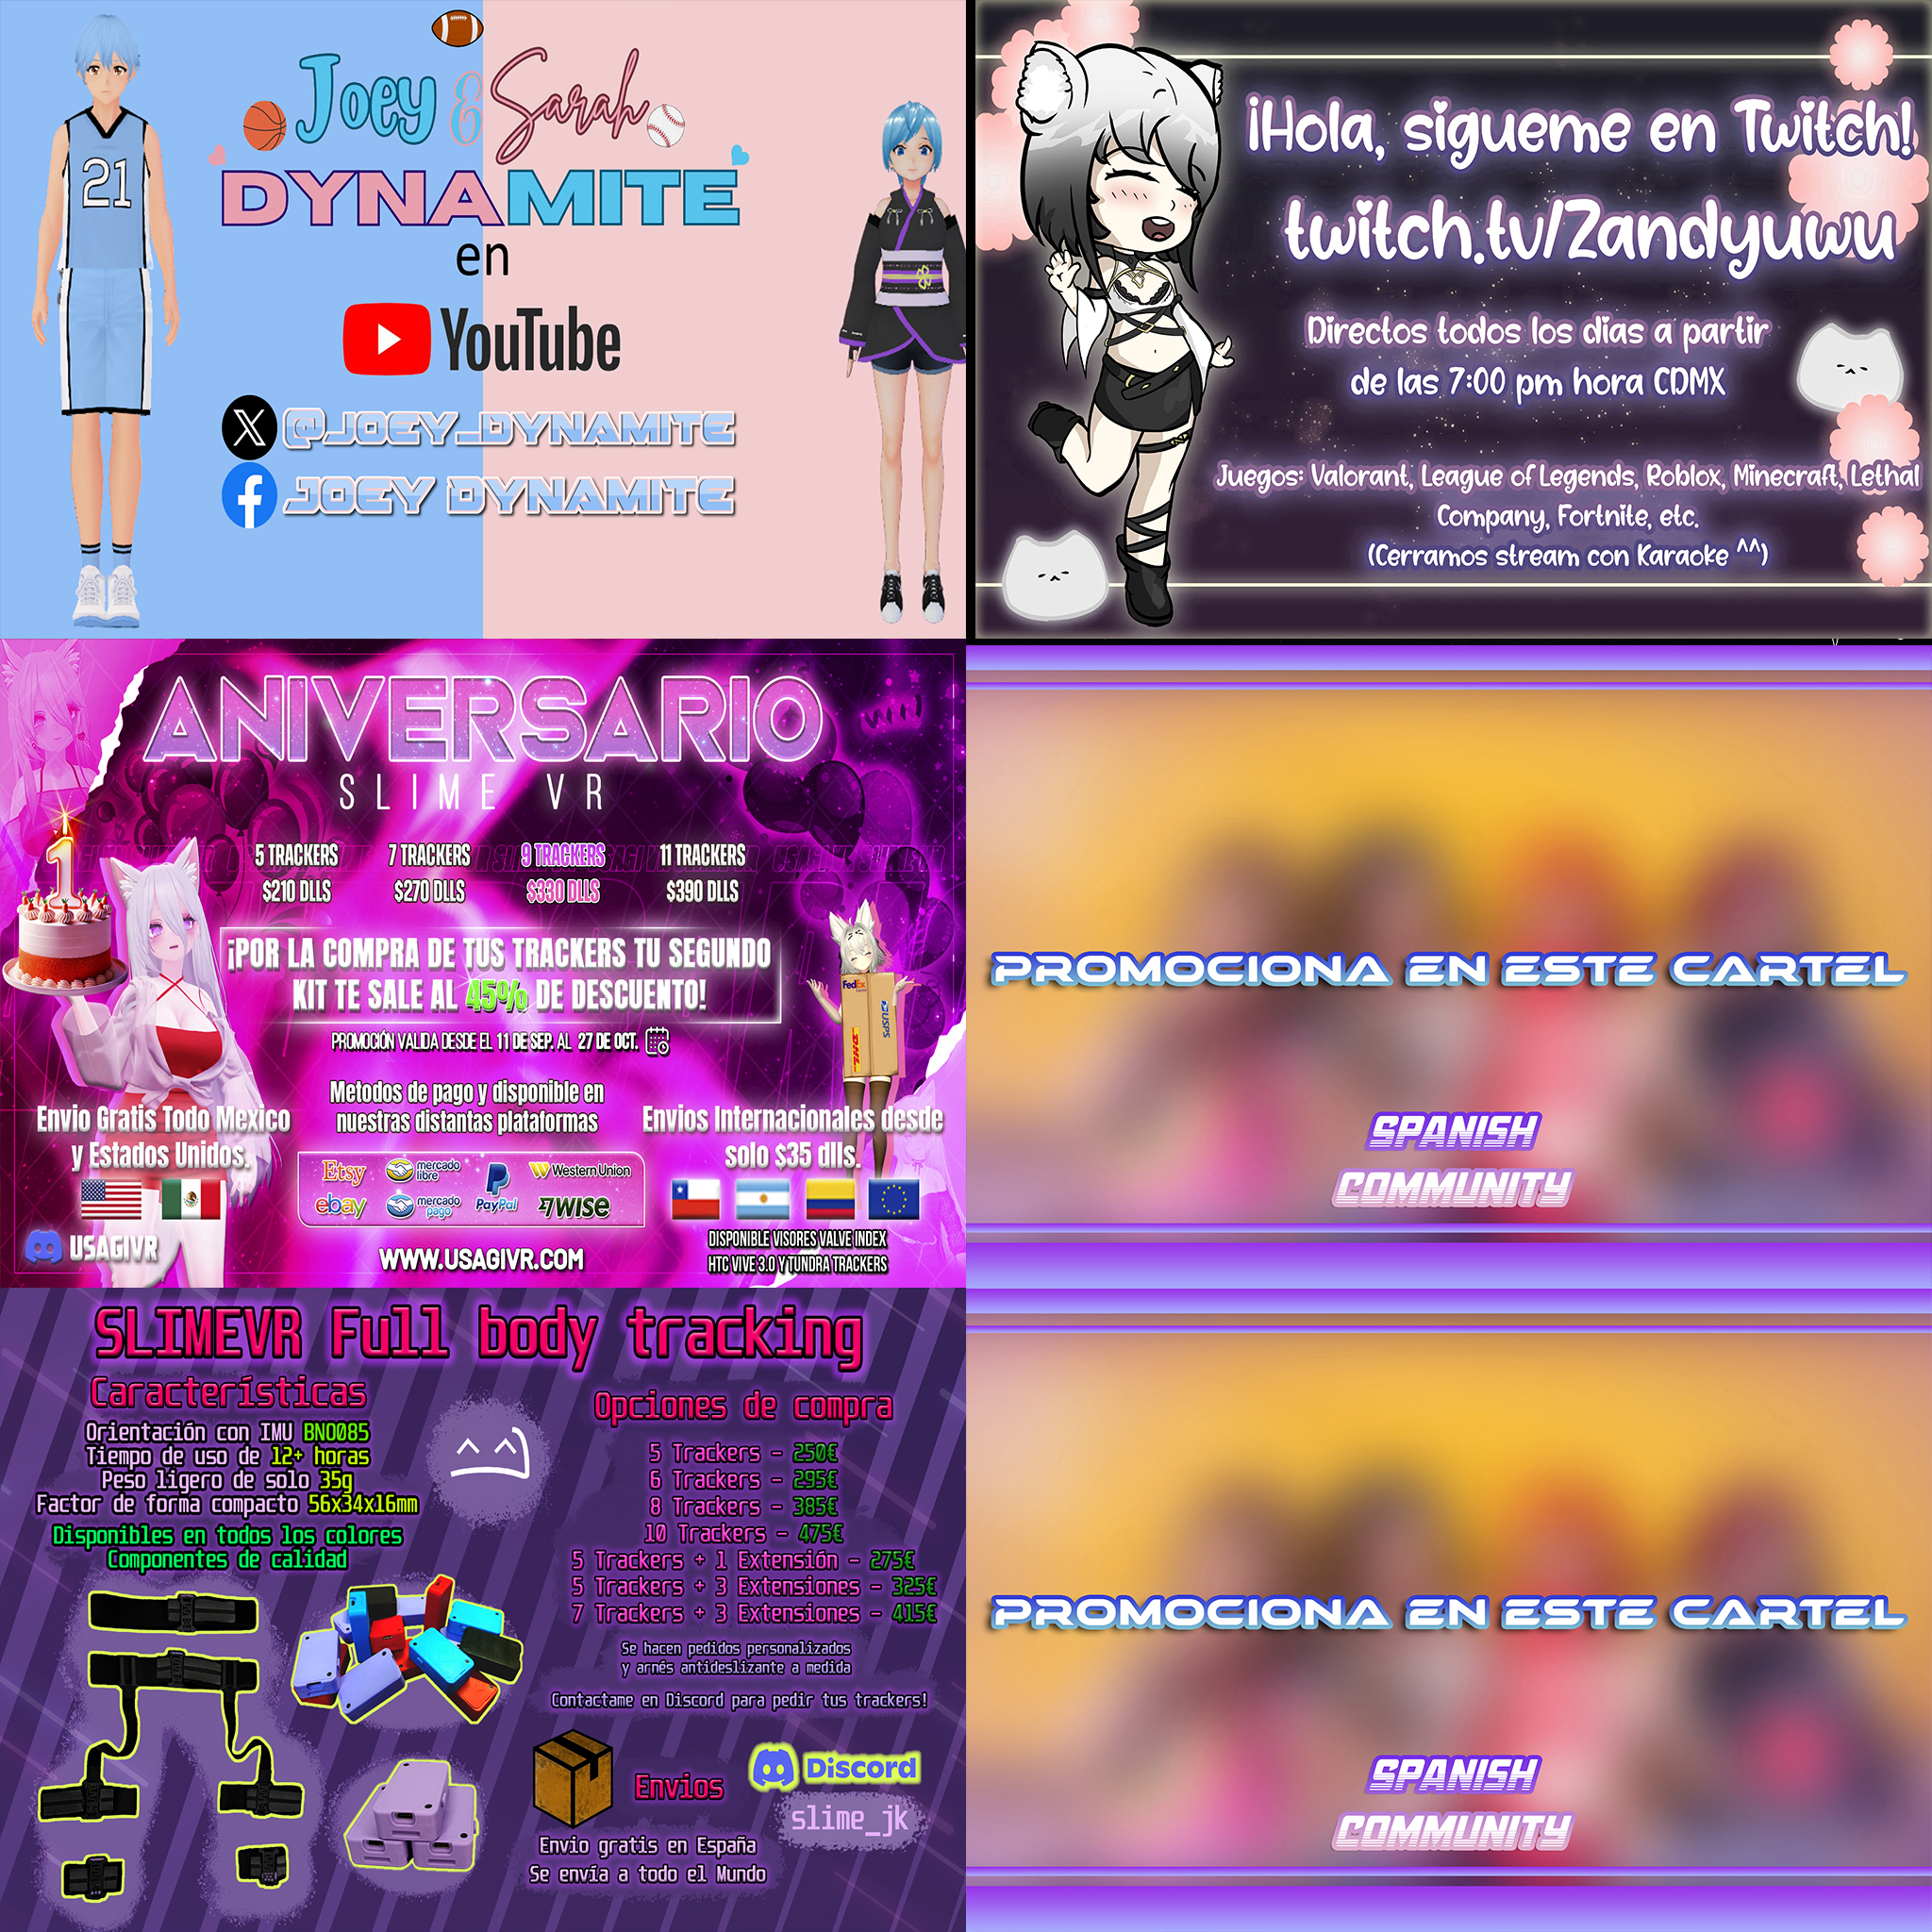 Joey & Sarah
DYNAMITE
en
YouTube
@JOEY_DYNAMITE
JOEY DYNAMITE
21
¡Hola, sigueme en Twitch!
twitch.tv/Zandyuwu
Directos todos los dias a partir
de las 7:00 pm hora CDMX
Juegos: Valorant, League of Legends, Roblox, Minecraft, Lethal
Company, Fortnite, etc.
(Cerramos stream con Karaoke ^^)
ANIVERSARIO
SLIME VR
5 TRACKERS 7 TRACKERS 9 TRACKERS 11 TRACKERS
$210 DLLS $270 DLLS $330 DLLS $390 DLLS
¡POR LA COMPRA DE TUS TRACKERS TU SEGUNDO
KIT TE SALE AL 45% DE DESCUENTO!
PROMOCIÓN VALIDA DESDE EL 11 DE SEP. AL 27 DE OCT.
1
FedEx
USPS
DHL
Metodos de pago y disponible en
nuestras distantas plataformas
Envio Gratis Todo Mexico
y Estados Unidos.
Envios Internacionales desde
solo $35 dlls.
Etsy mercado libre PayPal Western Union
ebay mercado pago 7WISE
USAGIVR
WWW.USAGIVR.COM
DISPONIBLE VISORES VALVE INDEX
HTC VIVE 3.0 Y TUNDRA TRACKERS
PROMOCIONA EN ESTE CARTEL
SPANISH
COMMUNITY
SLIMEVR Full body tracking
Características
Orientación con IMU BNO085
Tiempo de uso de 12+ horas
Peso ligero de solo 35g
Factor de forma compacto 56x34x16mm
Disponibles en todos los colores
Componentes de calidad
Opciones de compra
5 Trackers - 250€
6 Trackers - 295€
8 Trackers - 385€
10 Trackers - 475€
5 Trackers + 1 Extensión - 275€
5 Trackers + 3 Extensiones - 325€
7 Trackers + 3 Extensiones - 415€
Se hacen pedidos personalizados
y arnés antideslizante a medida
Contactame en Discord para pedir tus trackers!
Envios
Discord
slime_jk
Envio gratis en España
Se envía a todo el Mundo
PROMOCIONA EN ESTE CARTEL
SPANISH
COMMUNITY